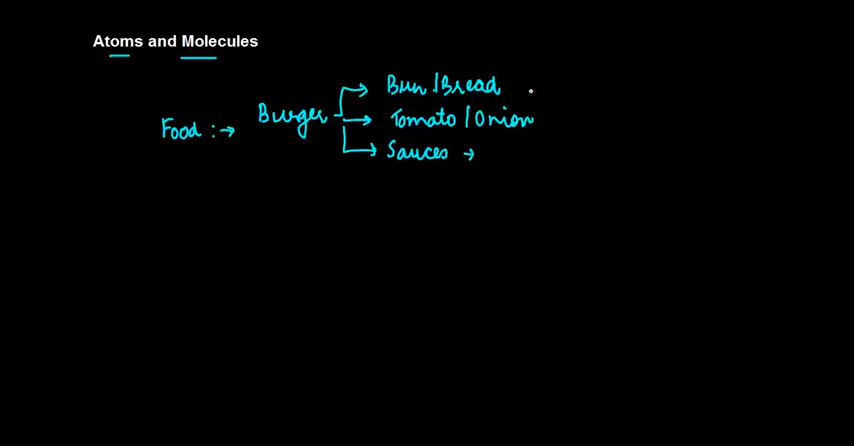 Atoms and Molecules
Bun/Bread
Food :→ Burger → Tomato/Onion
Sauces →